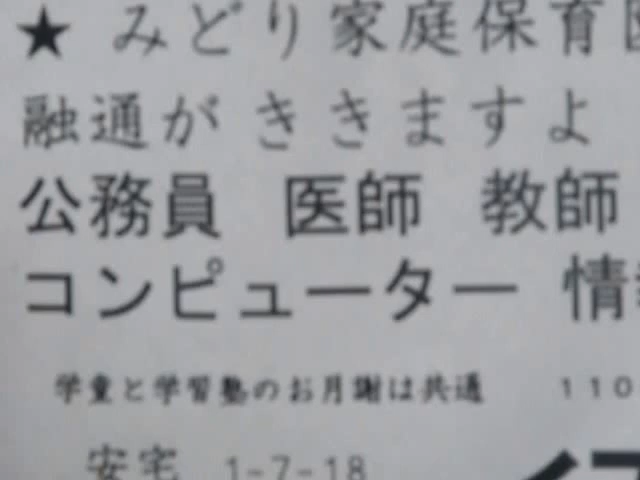 ★みどり家庭保育
融通がききますよ
公務員 医師 教師
コンピューター 情
学童と学習塾のお月謝は共通 110
安宅 1-7-18